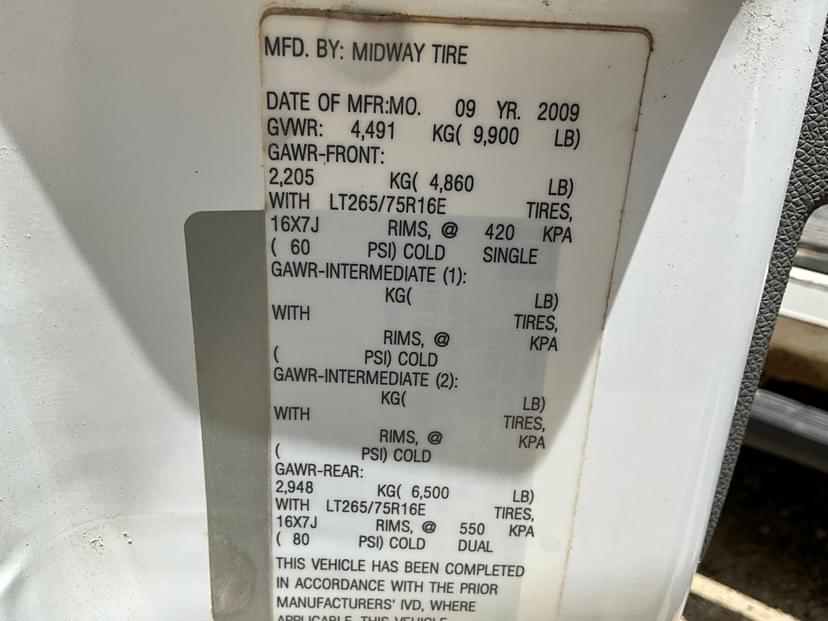 MFD. BY: MIDWAY TIRE
DATE OF MFR:MO. 09 YR. 2009
GVWR: 4,491 KG( 9,900 LB)
GAWR-FRONT:
2,205 KG( 4,860 LB)
WITH LT265/75R16E TIRES,
16X7J RIMS, @ 420 KPA
( 60 PSI) COLD SINGLE
GAWR-INTERMEDIATE (1):
KG( LB)
WITH TIRES,
RIMS, @ KPA
( PSI) COLD
GAWR-INTERMEDIATE (2):
KG( LB)
WITH TIRES,
RIMS, @ KPA
( PSI) COLD
GAWR-REAR:
2,948 KG( 6,500 LB)
WITH LT265/75R16E TIRES,
16X7J RIMS, @ 550 KPA
( 80 PSI) COLD DUAL
THIS VEHICLE HAS BEEN COMPLETED
IN ACCORDANCE WITH THE PRIOR
MANUFACTURERS' IVD, WHERE
APPLICABLE. THIS VEHICLE